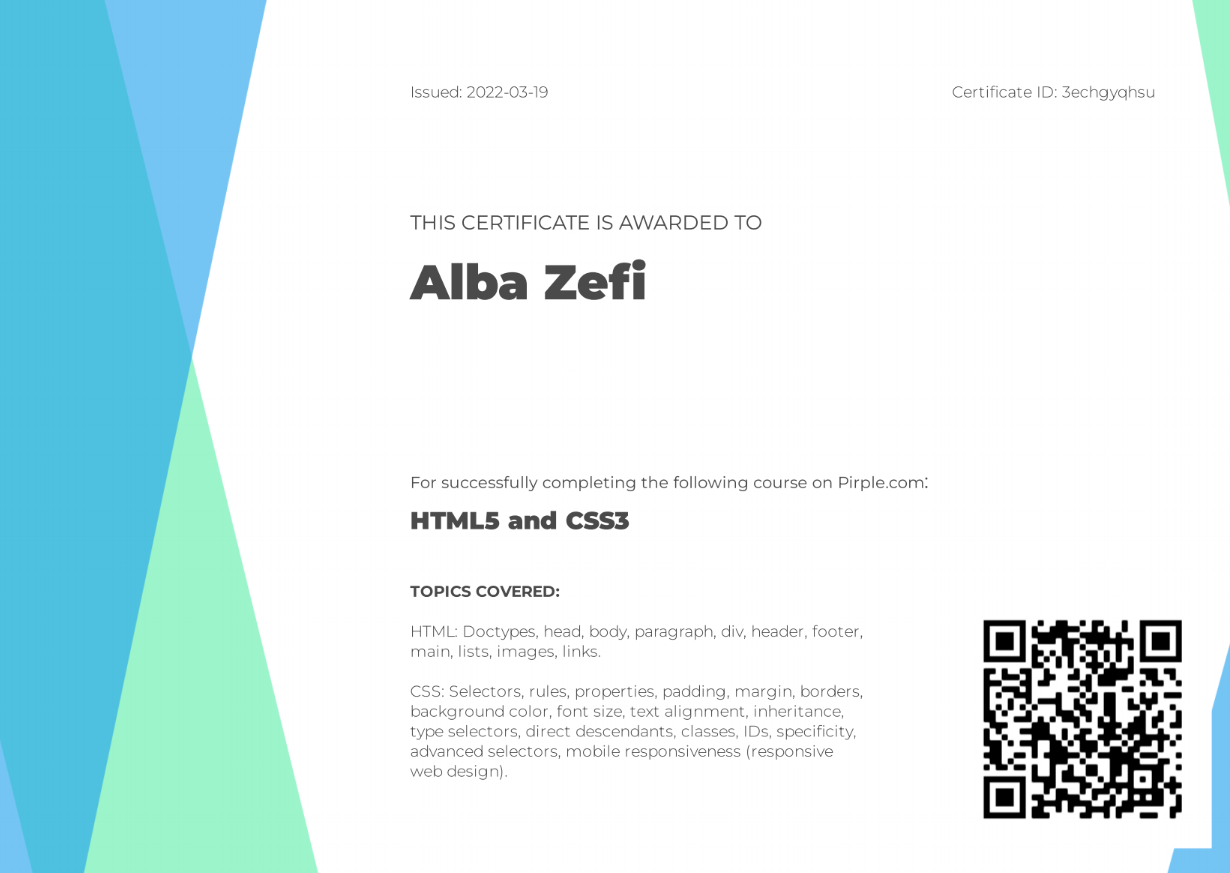 Issued: 2022-03-19
Certificate ID: 3echgyqhsu
THIS CERTIFICATE IS AWARDED TO
Alba Zefi
For successfully completing the following course on Pirple.com:
HTML5 and CSS3
TOPICS COVERED:
HTML: Doctypes, head, body, paragraph, div, header, footer,
main, lists, images, links.
CSS: Selectors, rules, properties, padding, margin, borders,
background color, font size, text alignment, inheritance,
type selectors, direct descendants, classes, IDs, specificity,
advanced selectors, mobile responsiveness (responsive
web design).